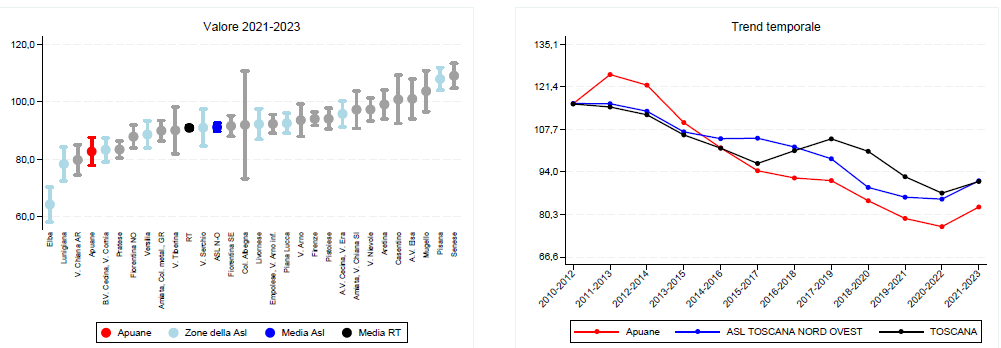 Valore 2021-2023
120,0
100,0
80,0
60,0
Elba
Lunigiana
V. Chiana AR
Apuane
B.V. Cecina, V. Cornia
Pratese
Fiorentina NO
Versilia
Amiata, Col. metal., GR
V. Tiberina
RT
V. Serchio
ASL N-O
Fiorentina SE
Col. Albegna
Livornese
Empolese, V. Arno inf.
Piana Lucca
V. Arno
Firenze
Pistoiese
A.V. Cecina, V. Era
Amiata, V. Chiana SI
V. Nievole
Aretina
Casentino
A.V. Elsa
Mugello
Pisana
Senese
Apuane
Zone della Asl
Media Asl
Media RT
Trend temporale
135,1
121,4
107,7
94,0
80,3
66,6
2010-2012
2011-2013
2012-2014
2013-2015
2014-2016
2015-2017
2016-2018
2017-2019
2018-2020
2019-2021
2020-2022
2021-2023
Apuane
ASL TOSCANA NORD OVEST
TOSCANA